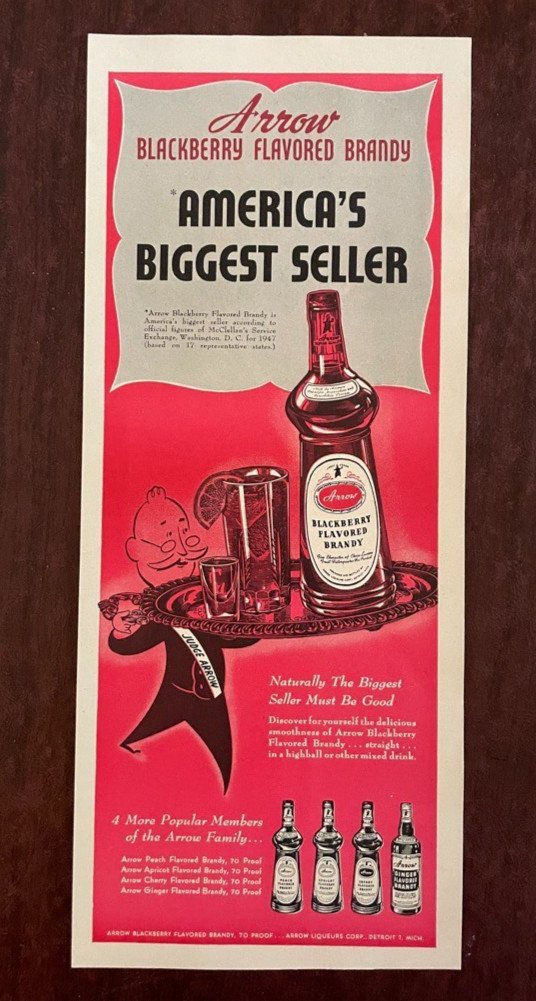 Arrow
BLACKBERRY FLAVORED BRANDY
*AMERICA'S
BIGGEST SELLER
*Arrow Blackberry Flavored Brandy is
America's biggest seller according to
official figures of McClellan's Service
Exchange, Washington, D. C. for 1947
(based on 17 representative states.)
Arrow
BLACKBERRY
FLAVORED
BRANDY
JUDGE ARROW
Naturally The Biggest
Seller Must Be Good
Discover for yourself the delicious
smoothness of Arrow Blackberry
Flavored Brandy ... straight ...
in a highball or other mixed drink.
4 More Popular Members
of the Arrow Family...
Arrow Peach Flavored Brandy, 70 Proof
Arrow Apricot Flavored Brandy, 70 Proof
Arrow Cherry Flavored Brandy, 70 Proof
Arrow Ginger Flavored Brandy, 70 Proof
Arrow
GINGER
FLAVORED
BRANDY
ARROW BLACKBERRY FLAVORED BRANDY, 70 PROOF ... ARROW LIQUEURS CORP., DETROIT 7, MICH.